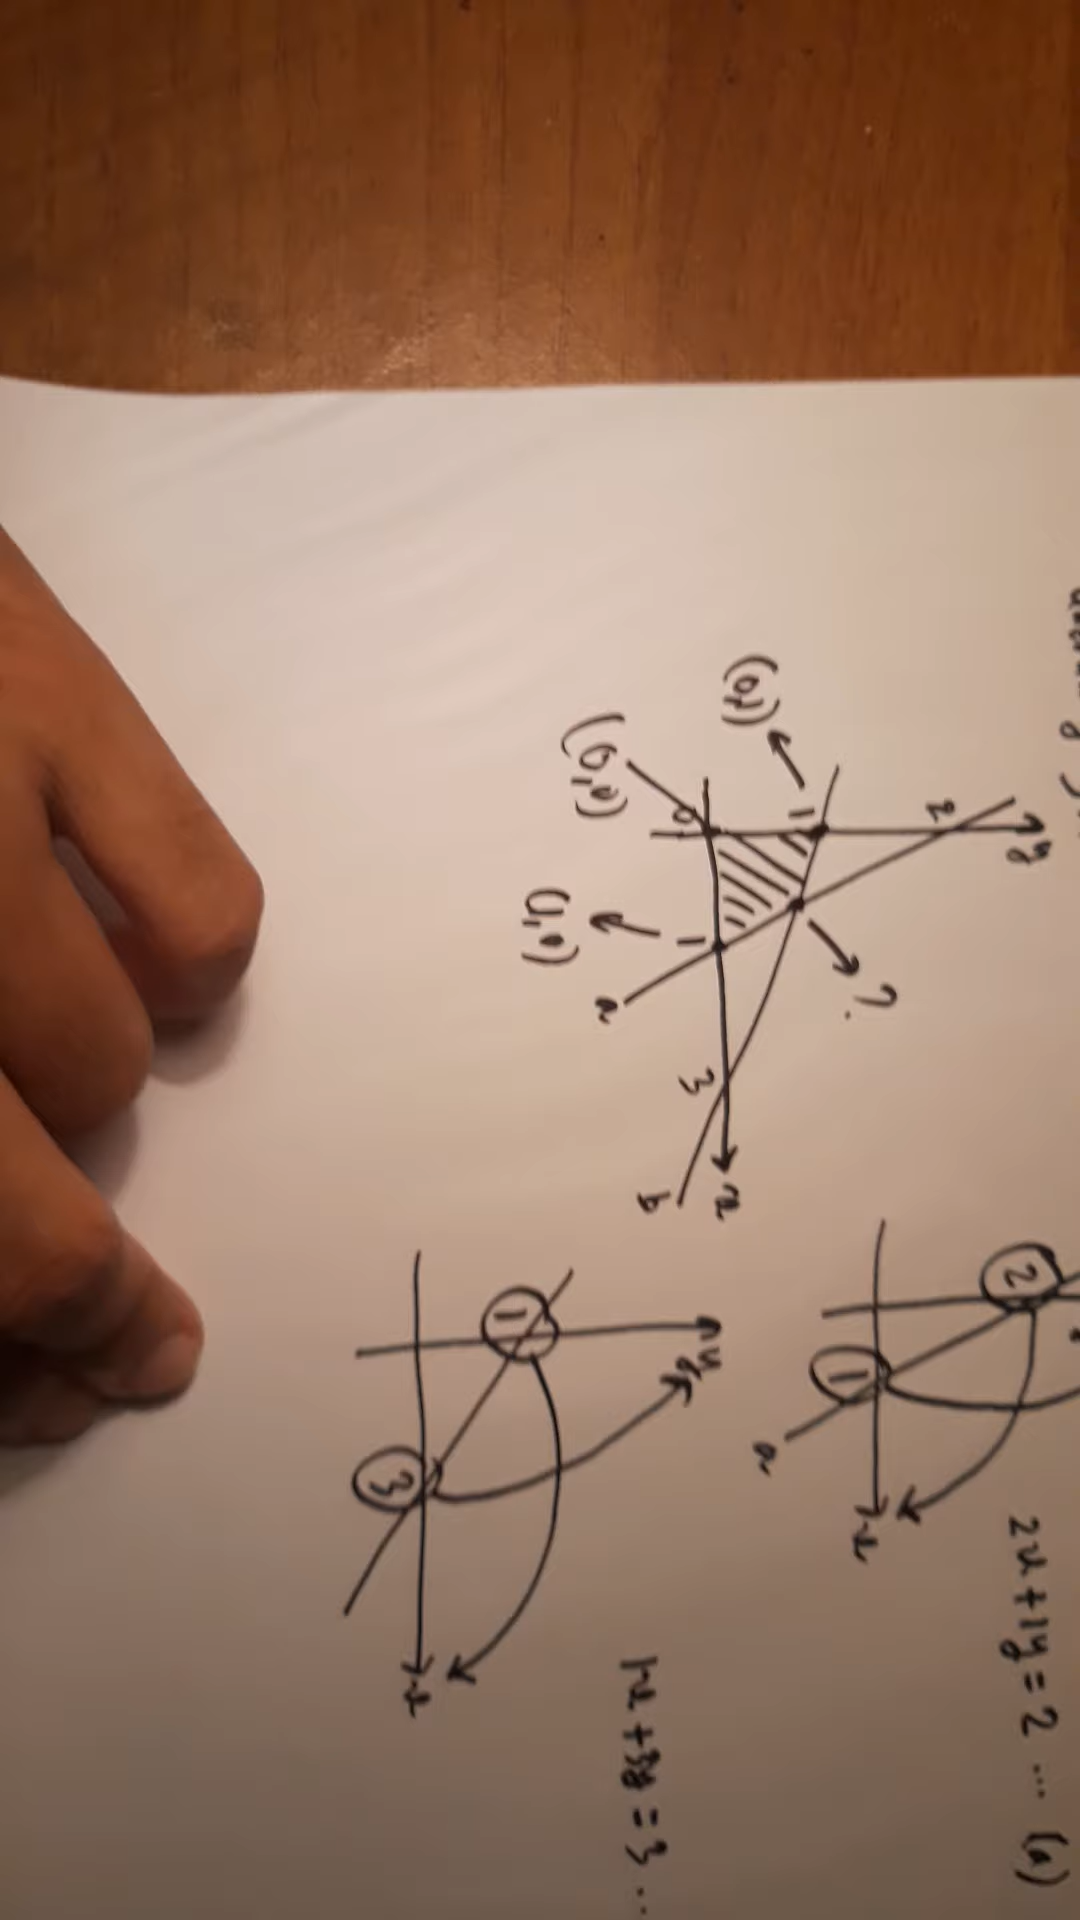 y
2
(0,1)
1
?
(0,0)
0
1
3
x
(1,0)
a
b
2
1
x
a
2x+1y=2 ... (a)
y
1
3
x
1x+3y=3 ..